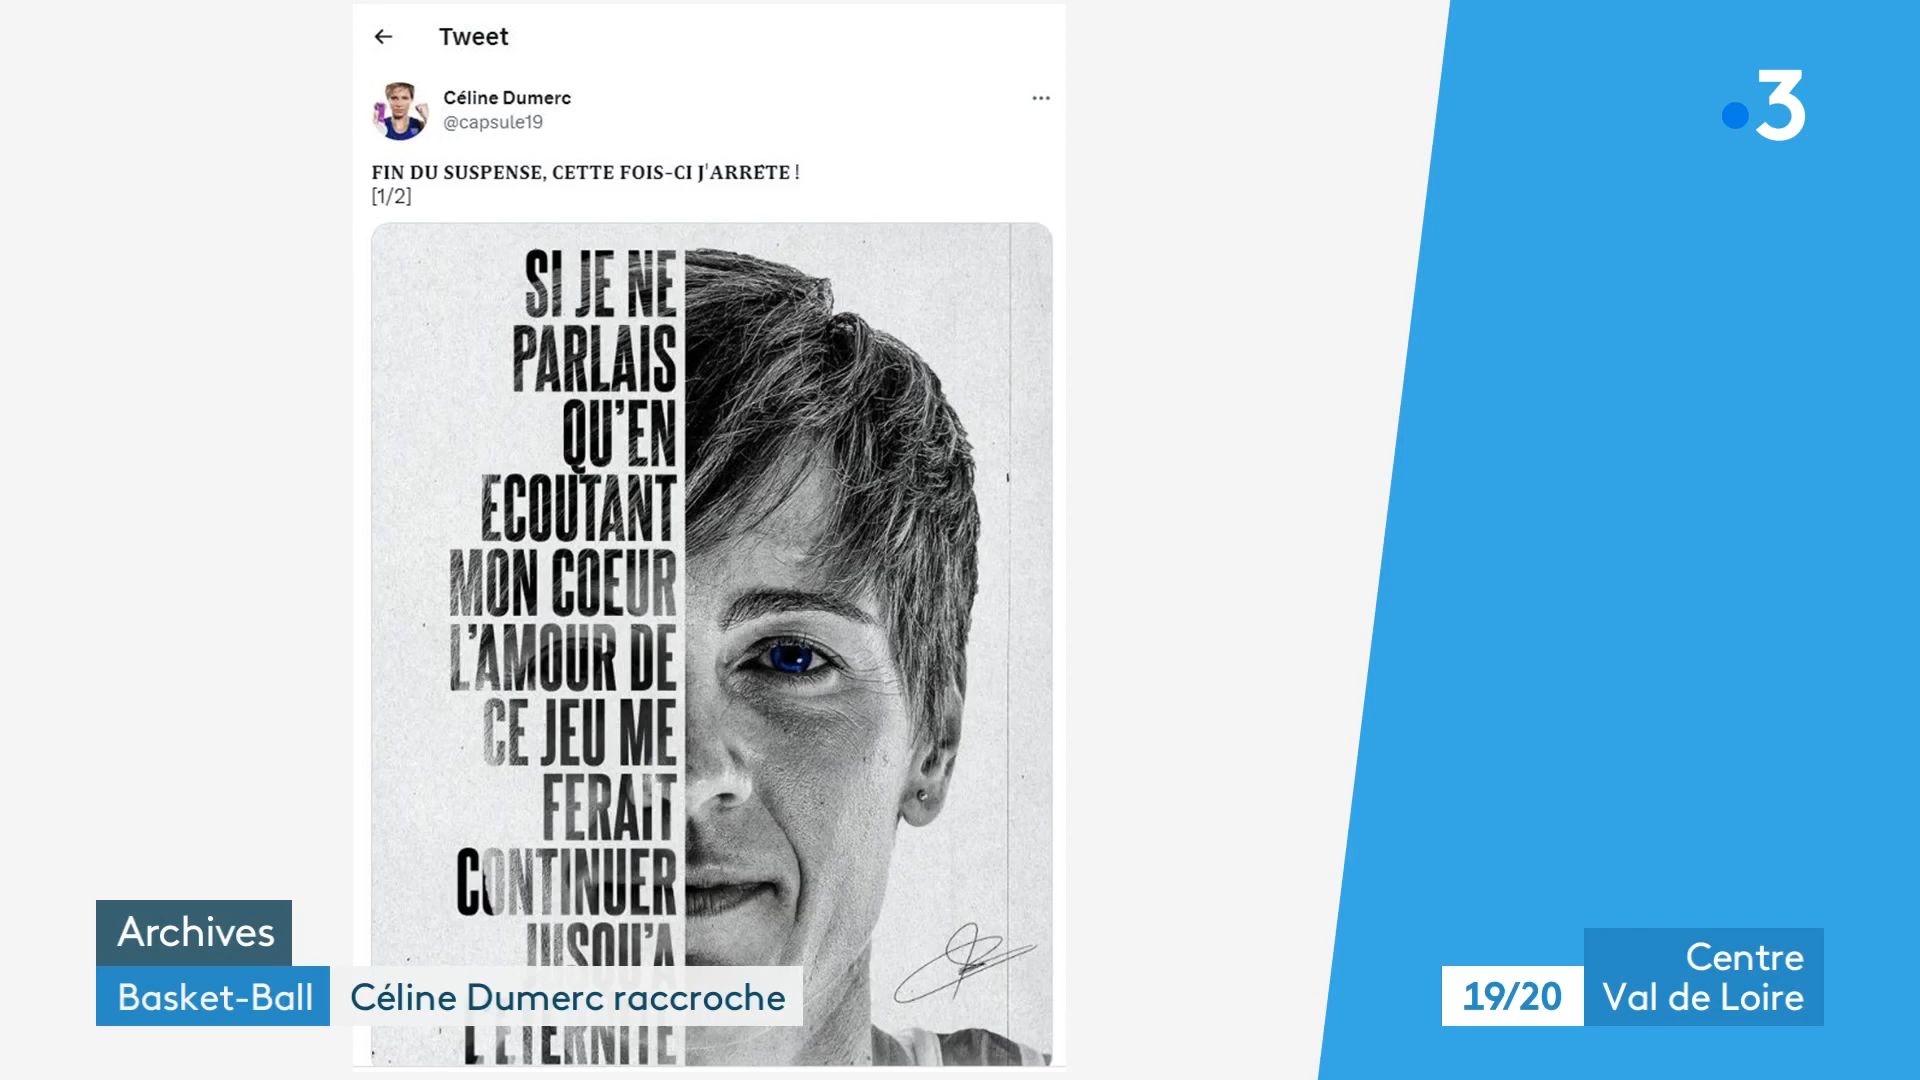 Tweet
Céline Dumerc
@capsule19
FIN DU SUSPENSE, CETTE FOIS-CI J'ARRÊTE !
[1/2]
SI JE NE
PARLAIS
QU'EN
ECOUTANT
MON COEUR
L'AMOUR DE
CE JEU ME
FERAIT
CONTINUER
JUSQU'A
L'ETERNITE
3
Archives
Basket-Ball
Céline Dumerc raccroche
19/20
Centre
Val de Loire